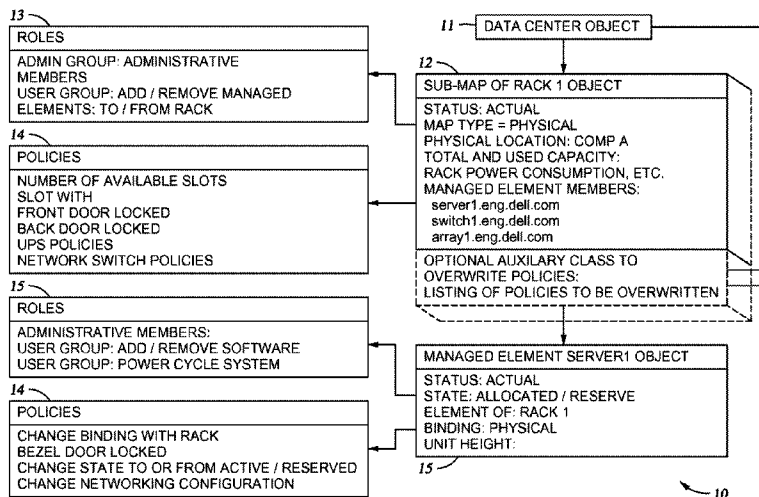 13
ROLES
ADMIN GROUP: ADMINISTRATIVE
MEMBERS
USER GROUP: ADD / REMOVE MANAGED
ELEMENTS: TO / FROM RACK
14
POLICIES
NUMBER OF AVAILABLE SLOTS
SLOT WITH
FRONT DOOR LOCKED
BACK DOOR LOCKED
UPS POLICIES
NETWORK SWITCH POLICIES
15
ROLES
ADMINISTRATIVE MEMBERS:
USER GROUP: ADD / REMOVE SOFTWARE
USER GROUP: POWER CYCLE SYSTEM
14
POLICIES
CHANGE BINDING WITH RACK
BEZEL DOOR LOCKED
CHANGE STATE TO OR FROM ACTIVE / RESERVED
CHANGE NETWORKING CONFIGURATION
11
DATA CENTER OBJECT
12
SUB-MAP OF RACK 1 OBJECT
STATUS: ACTUAL
MAP TYPE = PHYSICAL
PHYSICAL LOCATION: COMP A
TOTAL AND USED CAPACITY:
RACK POWER CONSUMPTION, ETC.
MANAGED ELEMENT MEMBERS:
server1.eng.dell.com
switch1.eng.dell.com
array1.eng.dell.com
OPTIONAL AUXILARY CLASS TO
OVERWRITE POLICIES:
LISTING OF POLICIES TO BE OVERWRITTEN
MANAGED ELEMENT SERVER1 OBJECT
STATUS: ACTUAL
STATE: ALLOCATED / RESERVE
ELEMENT OF: RACK 1
BINDING: PHYSICAL
UNIT HEIGHT:
15
10